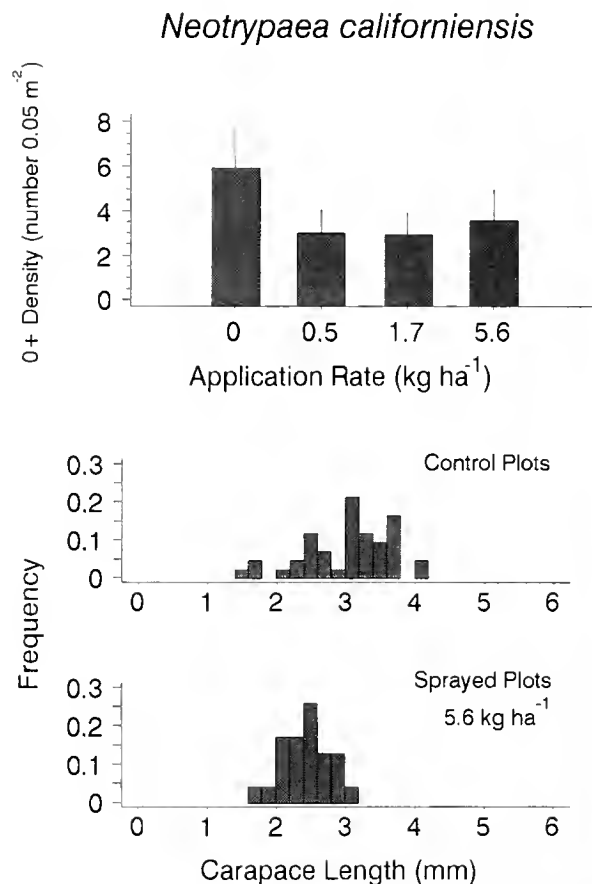 Neotrypaea californiensis
0+ Density (number 0.05 m⁻²)
8
6
4
2
0
0 0.5 1.7 5.6
Application Rate (kg ha⁻¹)
Frequency
Control Plots
0.3
0.2
0.1
0
0 1 2 3 4 5 6
Sprayed Plots
5.6 kg ha⁻¹
0.3
0.2
0.1
0
0 1 2 3 4 5 6
Carapace Length (mm)